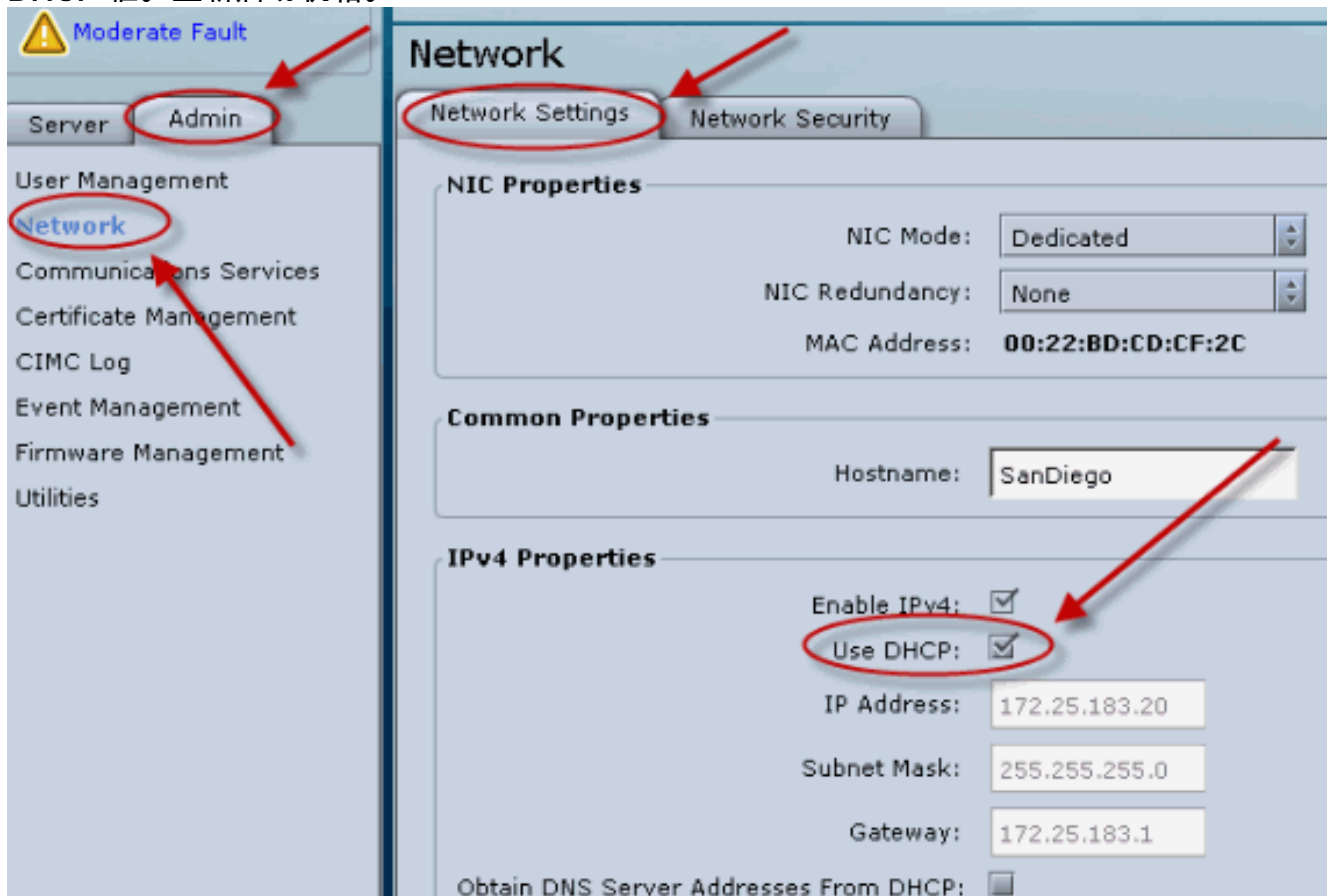 Moderate Fault
Server
Admin
User Management
Network
Communications Services
Certificate Management
CIMC Log
Event Management
Firmware Management
Utilities
Network
Network Settings
Network Security
NIC Properties
NIC Mode: Dedicated
NIC Redundancy: None
MAC Address: 00:22:BD:CD:CF:2C
Common Properties
Hostname: SanDiego
IPv4 Properties
Enable IPv4:
Use DHCP:
IP Address: 172.25.183.20
Subnet Mask: 255.255.255.0
Gateway: 172.25.183.1
Obtain DNS Server Addresses From DHCP: